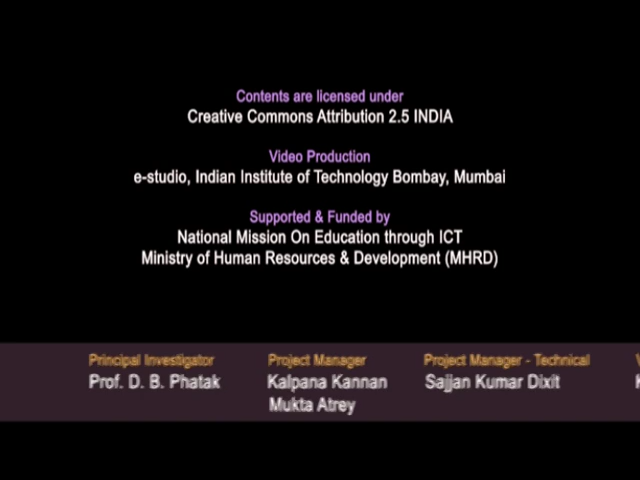 Contents are licensed under
Creative Commons Attribution 2.5 INDIA
Video Production
e-studio, Indian Institute of Technology Bombay, Mumbai
Supported & Funded by
National Mission On Education through ICT
Ministry of Human Resources & Development (MHRD)
Principal Investigator
Prof. D. B. Phatak
Project Manager
Kalpana Kannan
Mukta Atrey
Project Manager - Technical
Sajjan Kumar Dixit